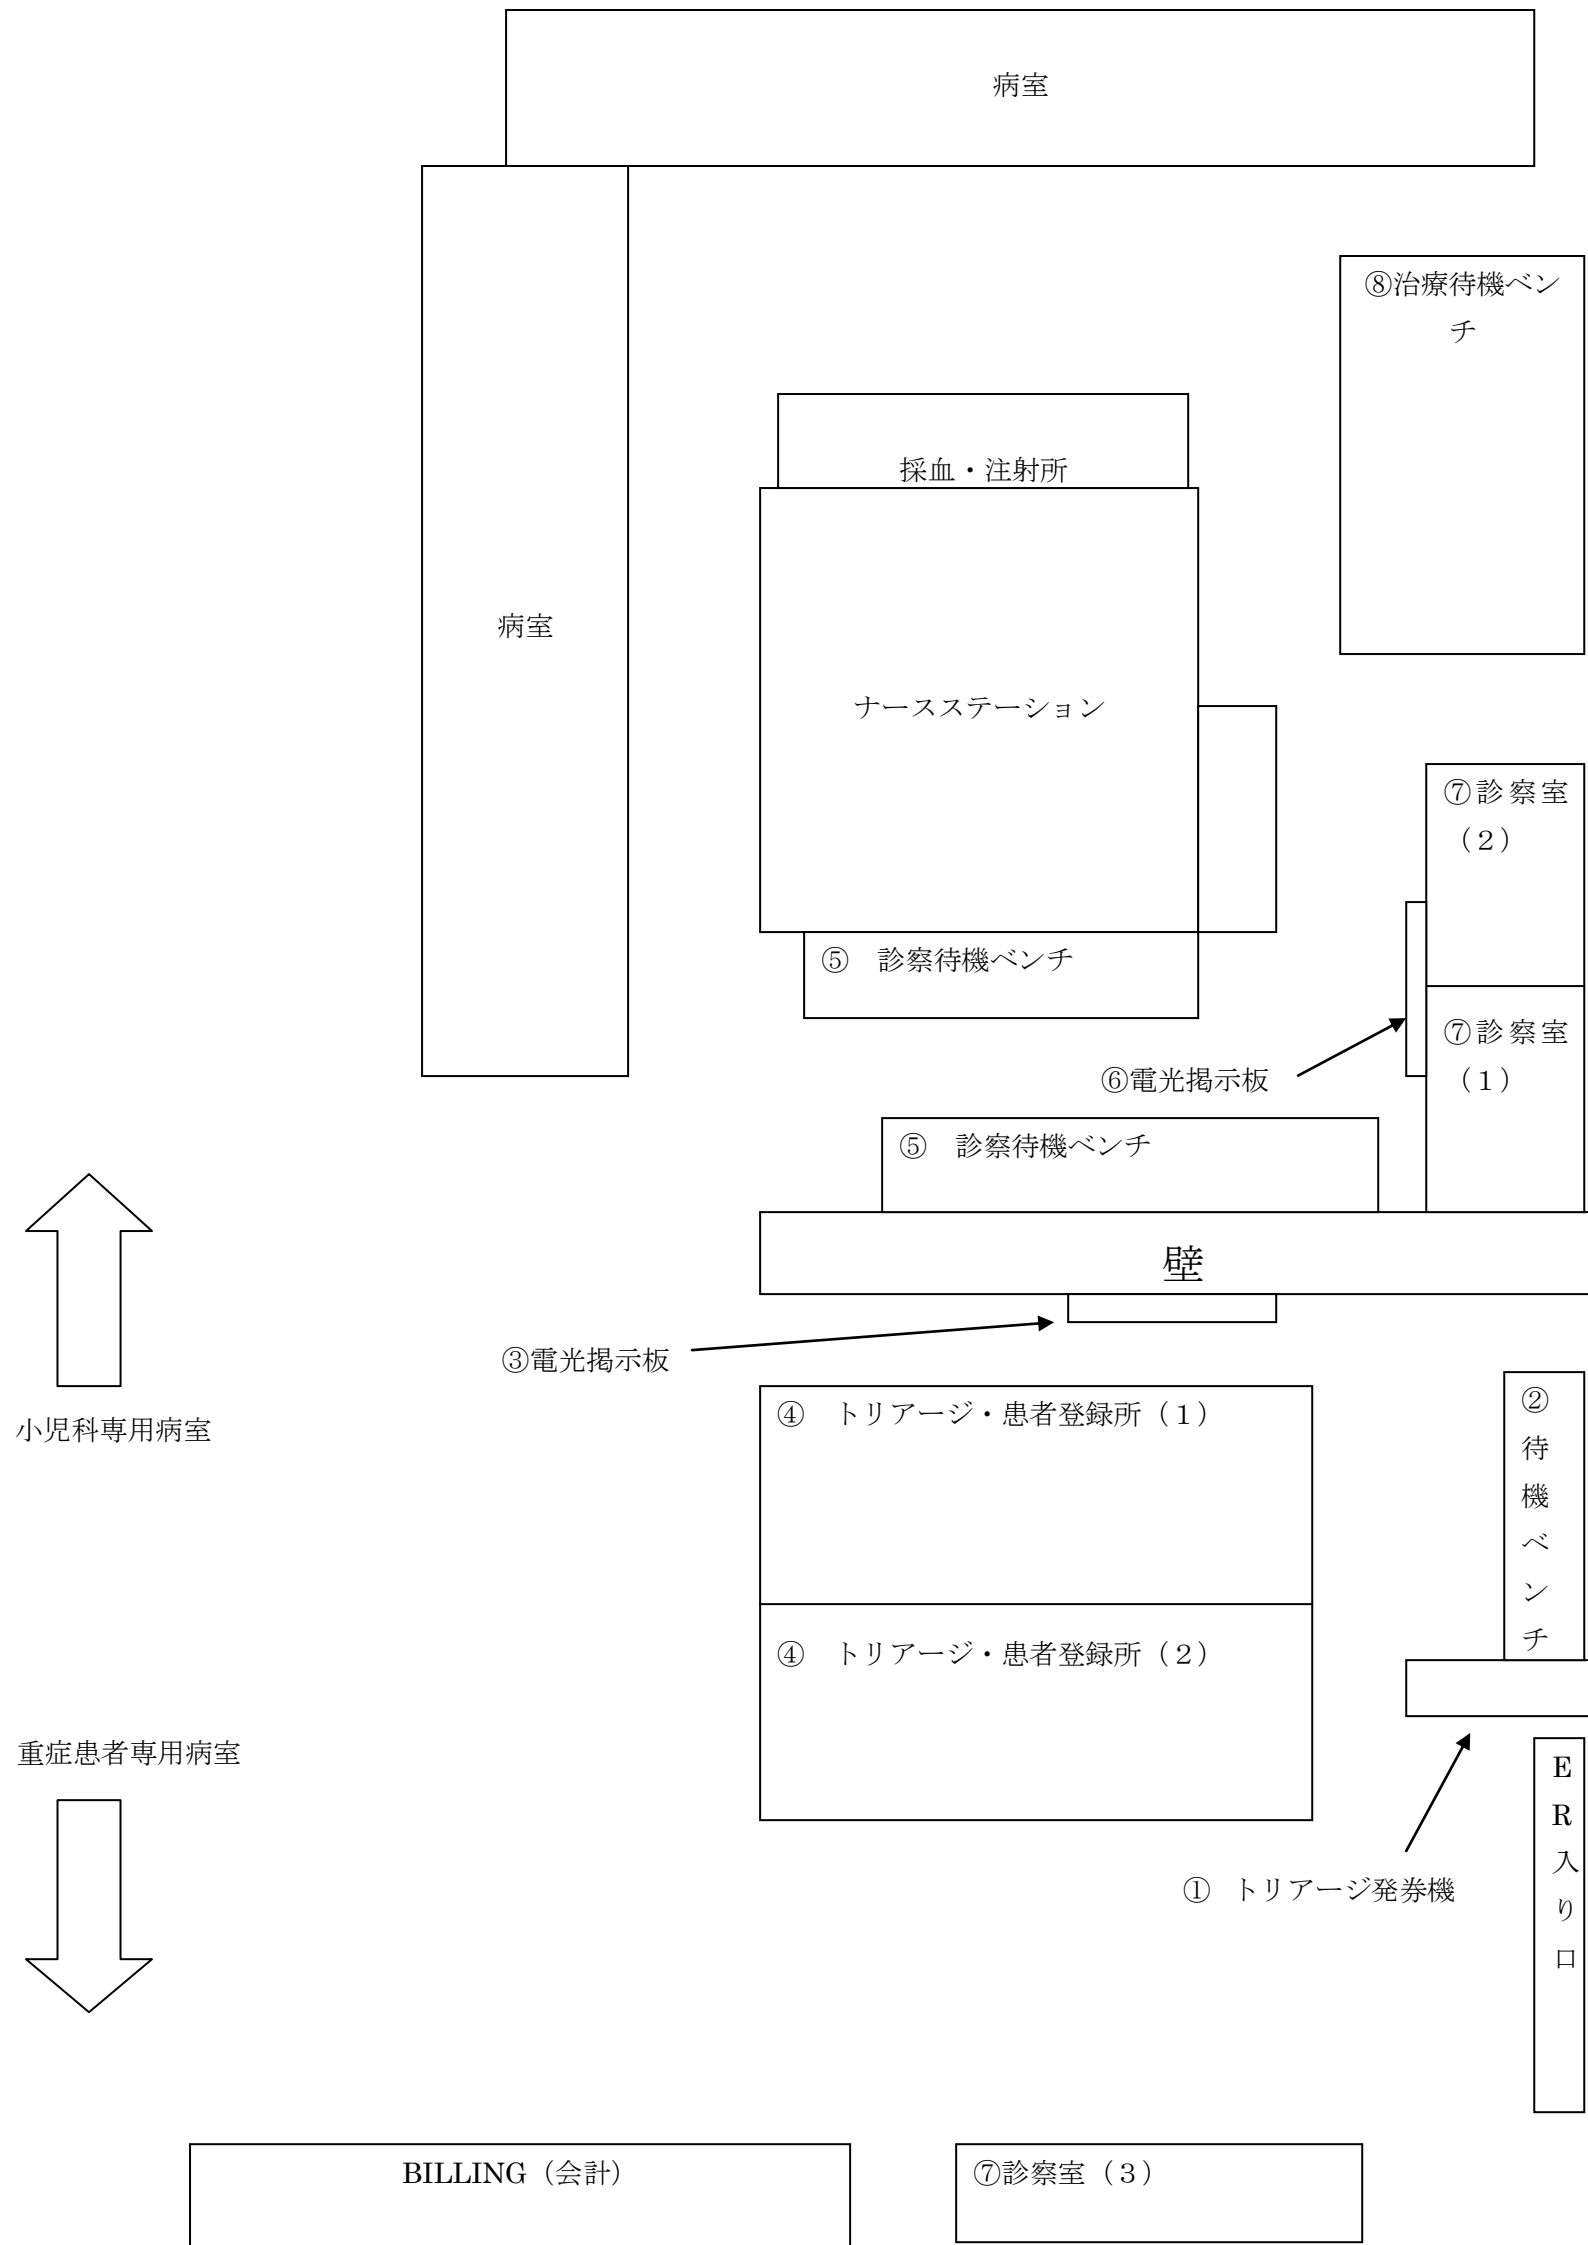 病室
⑧治療待機ベン
チ
採血・注射所
病室
ナースステーション
⑦診察室
（２）
⑤　診察待機ベンチ
⑦診察室
（１）
⑥電光掲示板
⑤　診察待機ベンチ
壁
③電光掲示板
④　トリアージ・患者登録所（１）
②
待
機
ベ
ン
チ
小児科専用病室
④　トリアージ・患者登録所（２）
重症患者専用病室
E
R
入
り
口
①　トリアージ発券機
BILLING（会計）
⑦診察室（３）